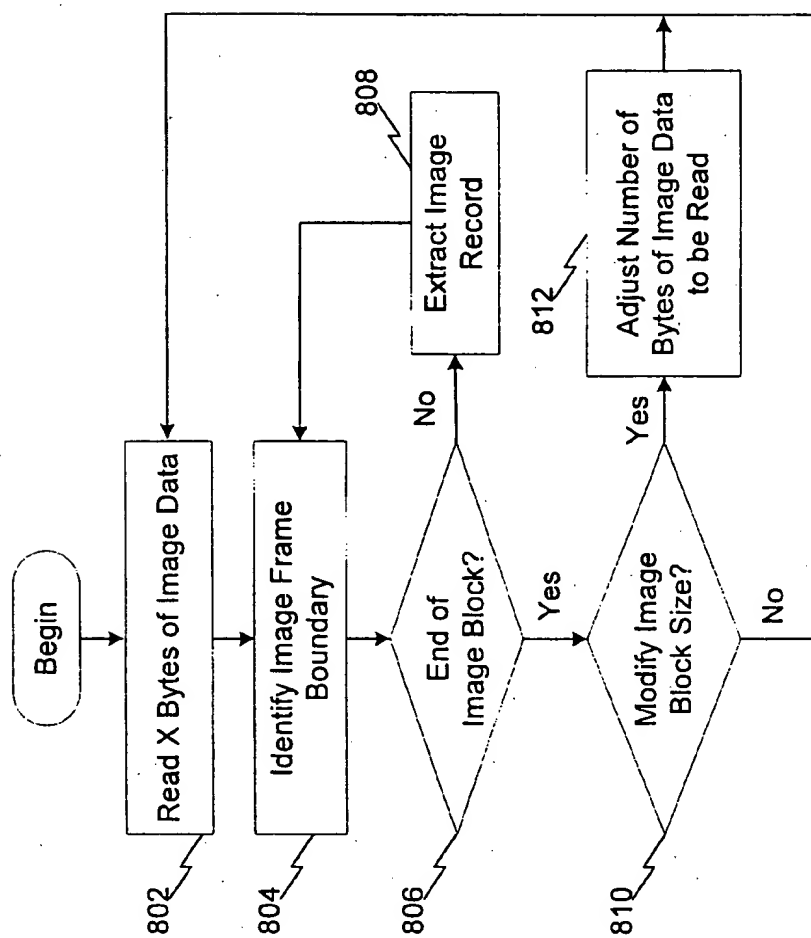 Begin
Read X Bytes of Image Data
802
Identify Image Frame
Boundary
804
End of
Image Block?
806
No
Extract Image
Record
808
Yes
Modify Image
Block Size?
810
Yes
Adjust Number of
Bytes of Image Data
to be Read
812
No